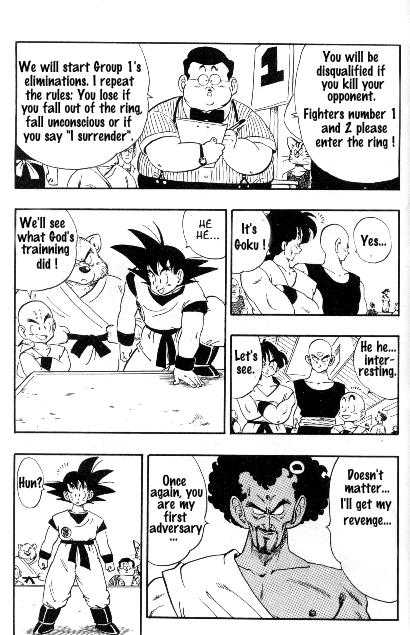 We will start Group 1's
eliminations. I repeat
the rules: You lose if
you fall out of the ring,
fall unconscious or if
you say "I surrender".
1
You will be
disqualified if
you kill your
opponent.
Fighters number 1
and 2 please
enter the ring !
We'll see
what God's
trainning
did !
HE
HE...
It's
Goku !
Yes...
Let's
see.
He he...
inter-
resting.
Hun?
Once
again, you
are my
first
adversary
...
Doesn't
matter...
I'll get my
revenge...